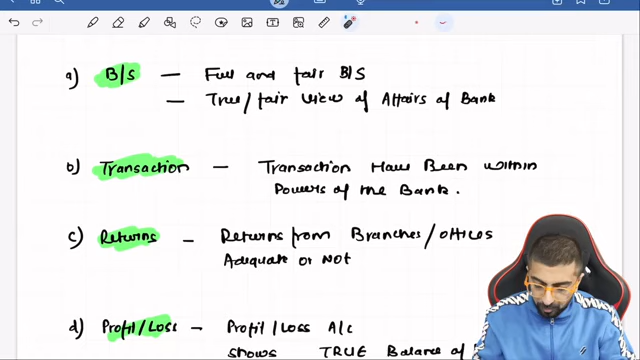 a) B/S — Full and fair B/S
— True/fair view of Affairs of Bank
b) Transaction — Transaction Have Been within
Powers of the Bank.
c) Returns — Returns from Branches/offices
Adequate or Not
d) Profit/Loss — Profit/Loss A/c
shows TRUE Balance of